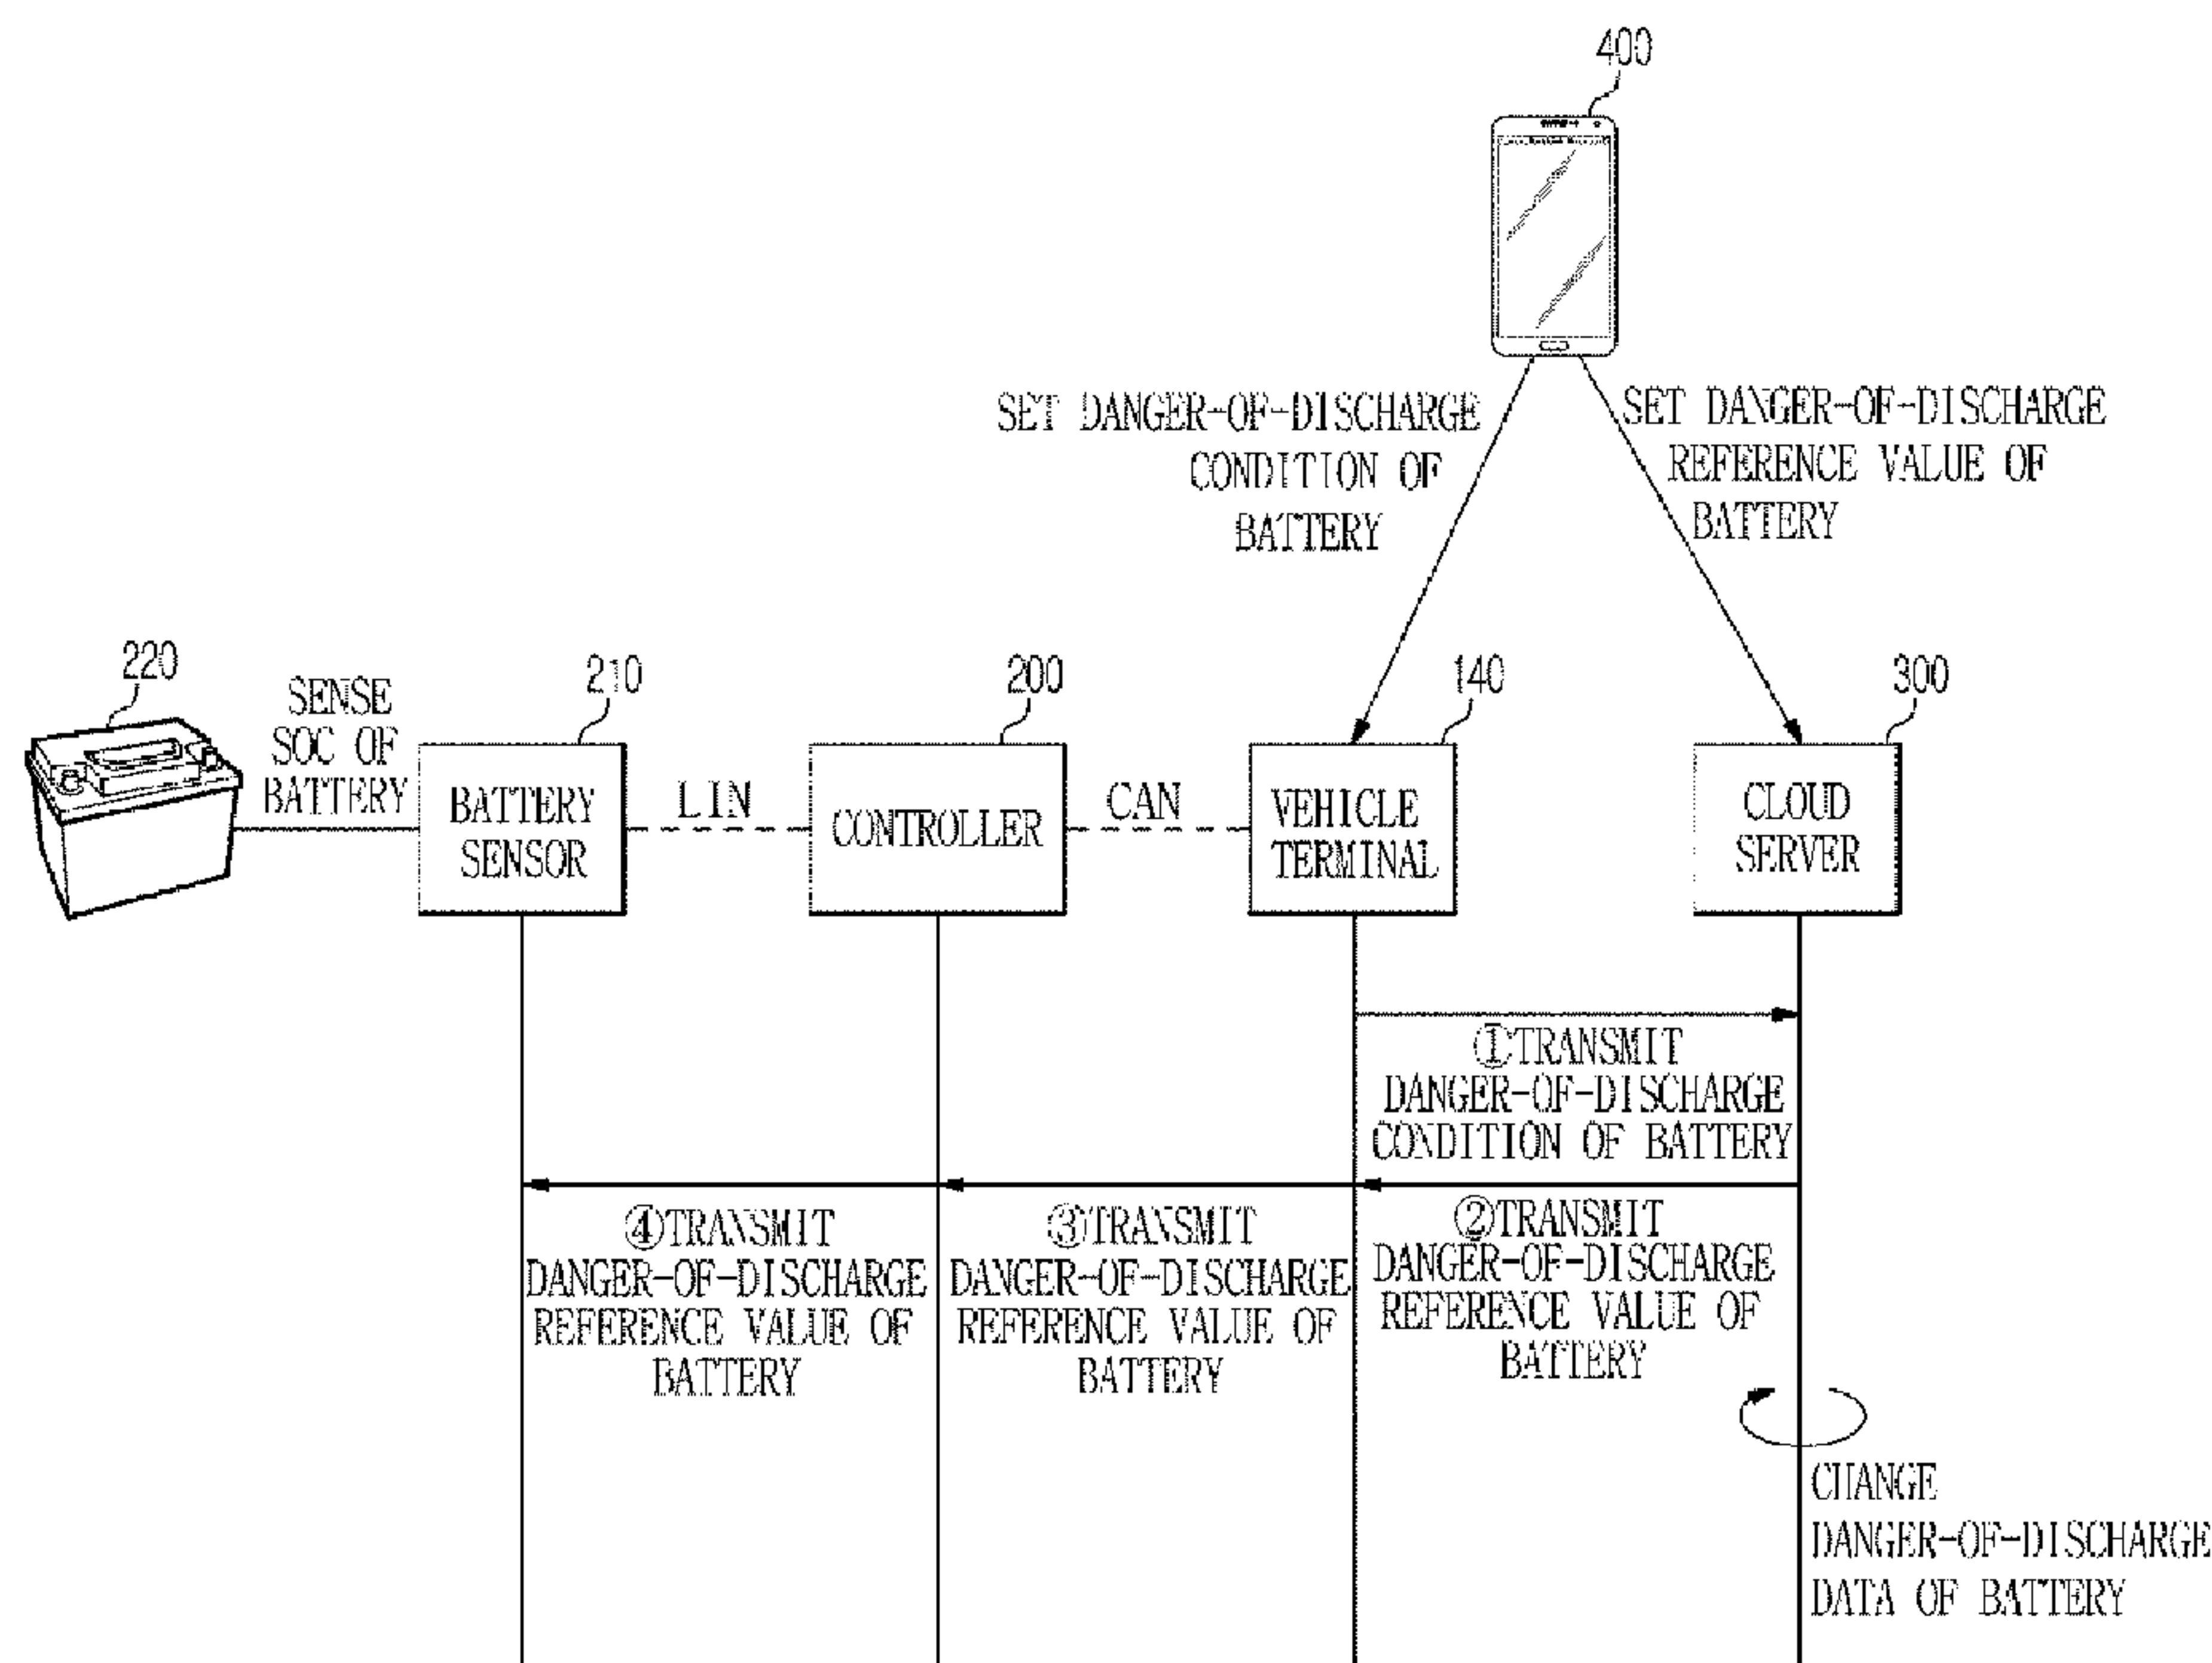 400
SET DANGER-OF-DISCHARGE
CONDITION OF
BATTERY
SET DANGER-OF-DISCHARGE
REFERENCE VALUE OF
BATTERY
220
SENSE
SOC OF
BATTERY
210
BATTERY
SENSOR
LIN
200
CONTROLLER
CAN
140
VEHICLE
TERMINAL
300
CLOUD
SERVER
①TRANSMIT
DANGER-OF-DISCHARGE
CONDITION OF BATTERY
②TRANSMIT
DANGER-OF-DISCHARGE
REFERENCE VALUE OF
BATTERY
③TRANSMIT
DANGER-OF-DISCHARGE
REFERENCE VALUE OF
BATTERY
④TRANSMIT
DANGER-OF-DISCHARGE
REFERENCE VALUE OF
BATTERY
CHANGE
DANGER-OF-DISCHARGE
DATA OF BATTERY